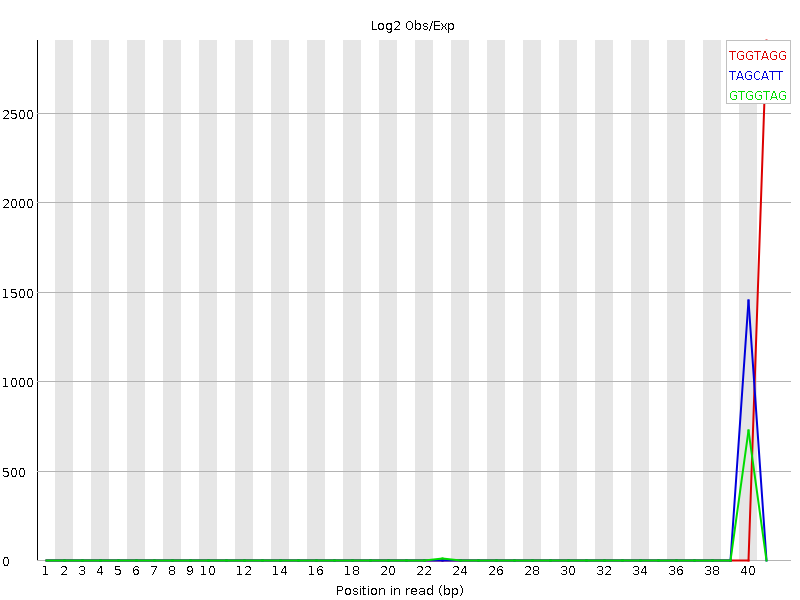 Log2 Obs/Exp
TGGTAGG
TAGCATT
GTGGTAG
2500
2000
1500
1000
500
0
1 2 3 4 5 6 7 8 9 10 12 14 16 18 20 22 24 26 28 30 32 34 36 38 40
Position in read (bp)